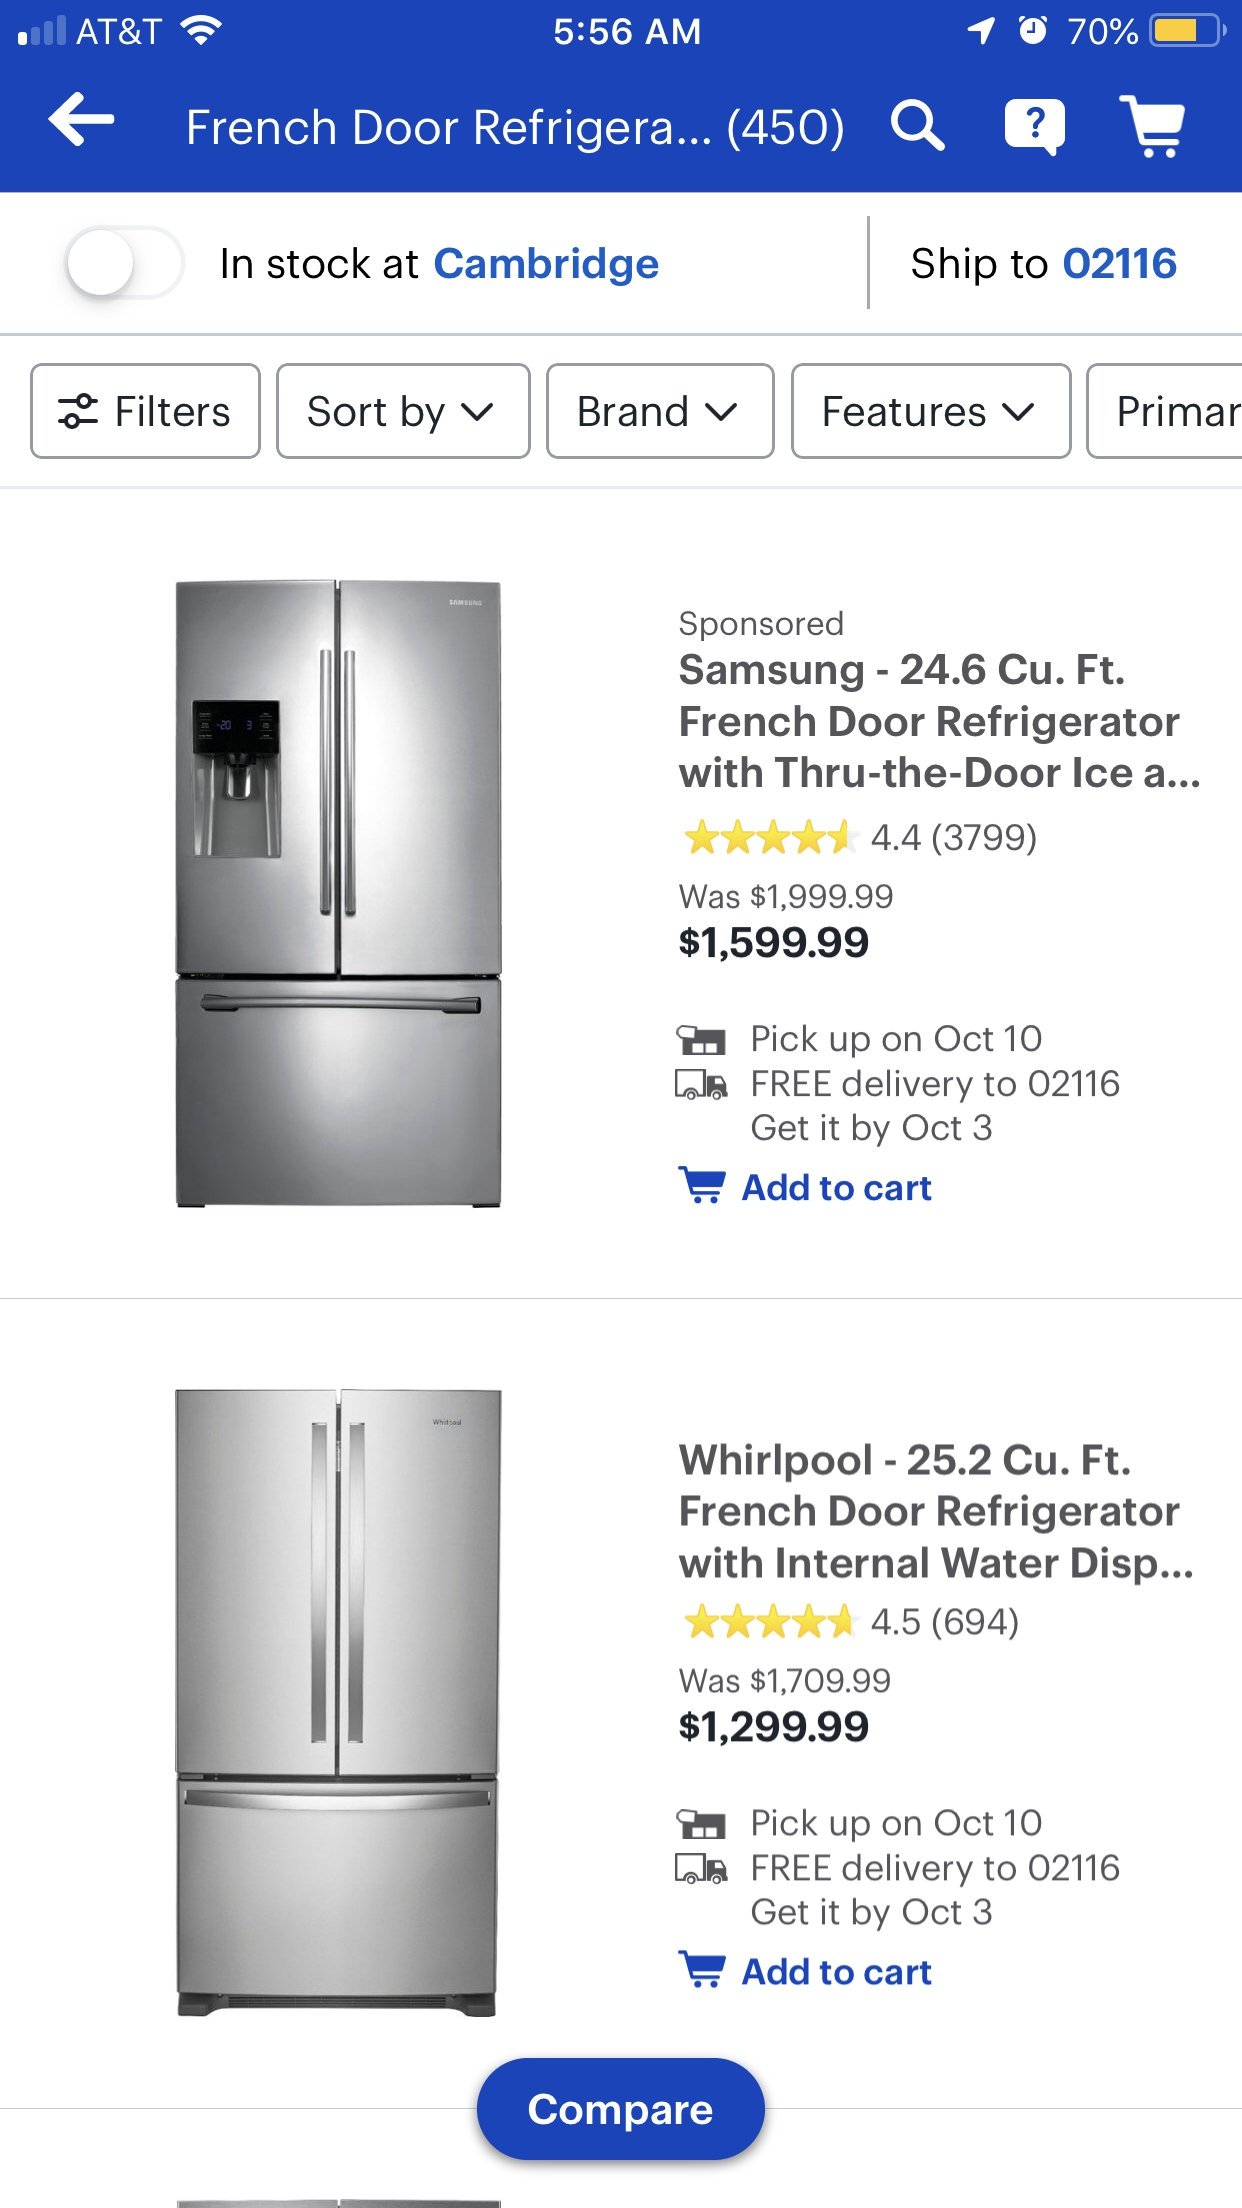 AT&T 5:56 AM 70%
French Door Refrigera... (450)
In stock at Cambridge
Ship to 02116
Filters
Sort by
Brand
Features
Primar
SAMSUNG
-20 3
Sponsored
Samsung - 24.6 Cu. Ft.
French Door Refrigerator
with Thru-the-Door Ice a...
4.4 (3799)
Was $1,999.99
$1,599.99
Pick up on Oct 10
FREE delivery to 02116
Get it by Oct 3
Add to cart
Whirlpool
Whirlpool - 25.2 Cu. Ft.
French Door Refrigerator
with Internal Water Disp...
4.5 (694)
Was $1,709.99
$1,299.99
Pick up on Oct 10
FREE delivery to 02116
Get it by Oct 3
Add to cart
Compare